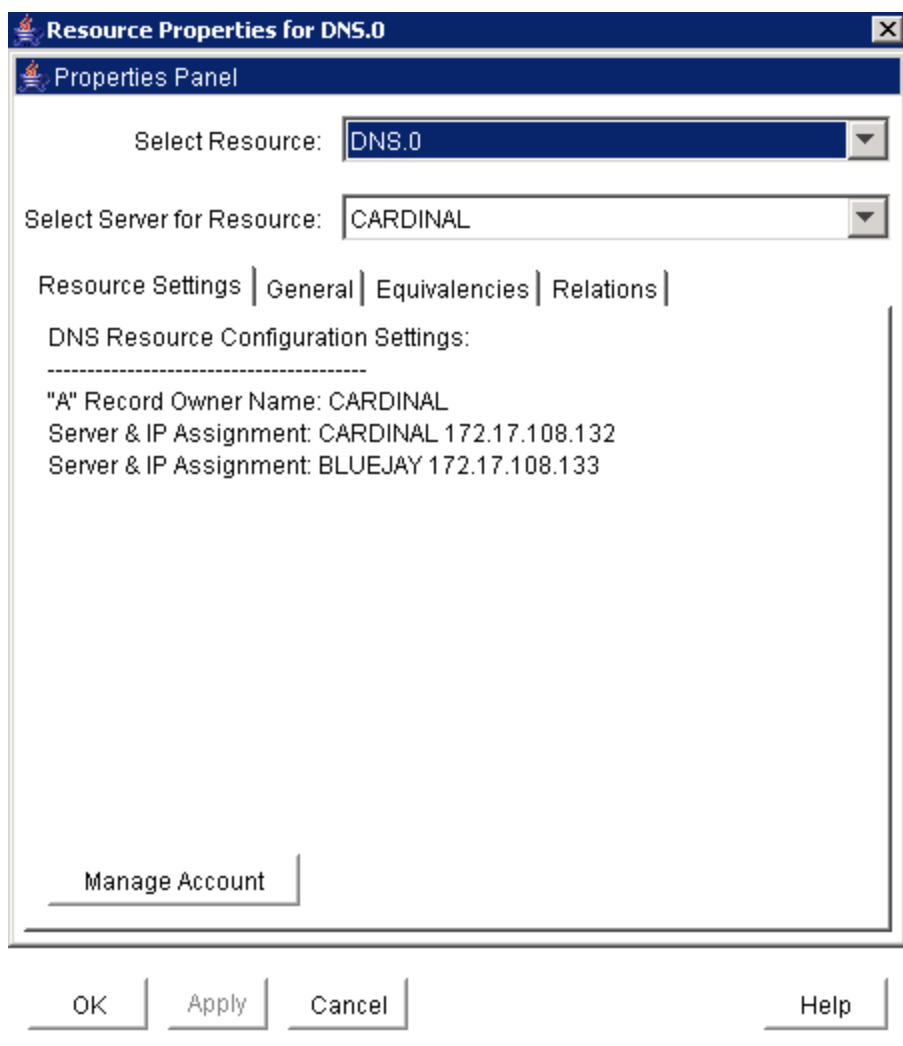 Resource Properties for DNS.0
Properties Panel
Select Resource: DNS.0
Select Server for Resource: CARDINAL
Resource Settings General Equivalencies Relations
DNS Resource Configuration Settings:
----------------------------------------
"A" Record Owner Name: CARDINAL
Server & IP Assignment: CARDINAL 172.17.108.132
Server & IP Assignment: BLUEJAY 172.17.108.133
Manage Account
OK Apply Cancel Help